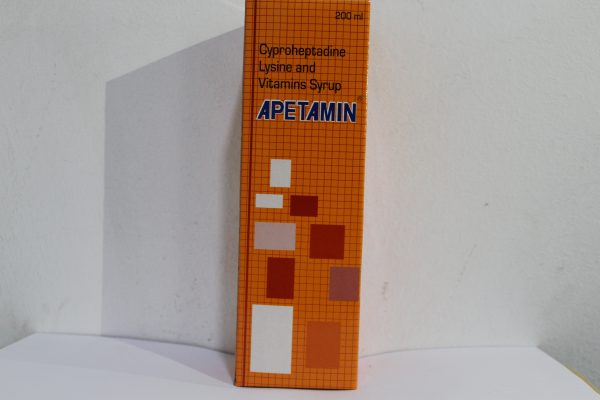 200 ml
Cyproheptadine
Lysine and
Vitamins Syrup
APETAMIN®